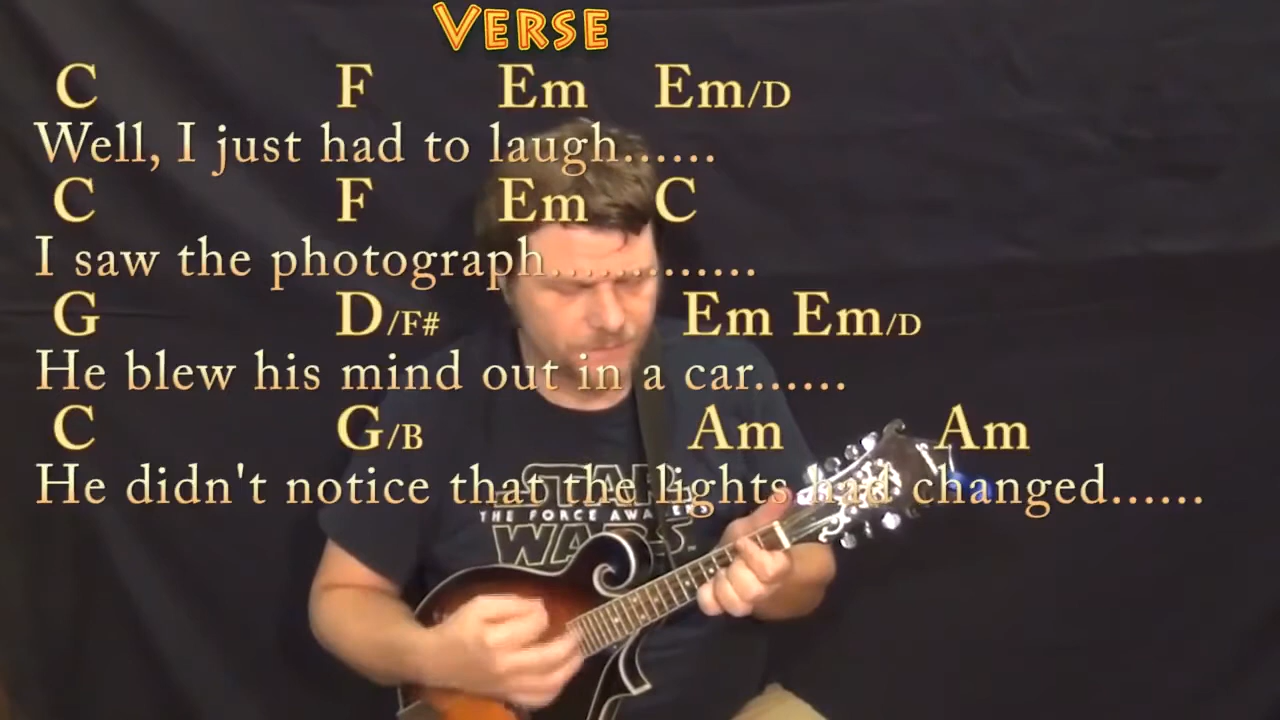 VERSE
C F Em Em/D
Well, I just had to laugh......
C F Em C
I saw the photograph.............
G D/F# Em Em/D
He blew his mind out in a car......
C G/B Am Am
He didn't notice that the lights had changed......
STAR
THE FORCE AWAKENS
WARS